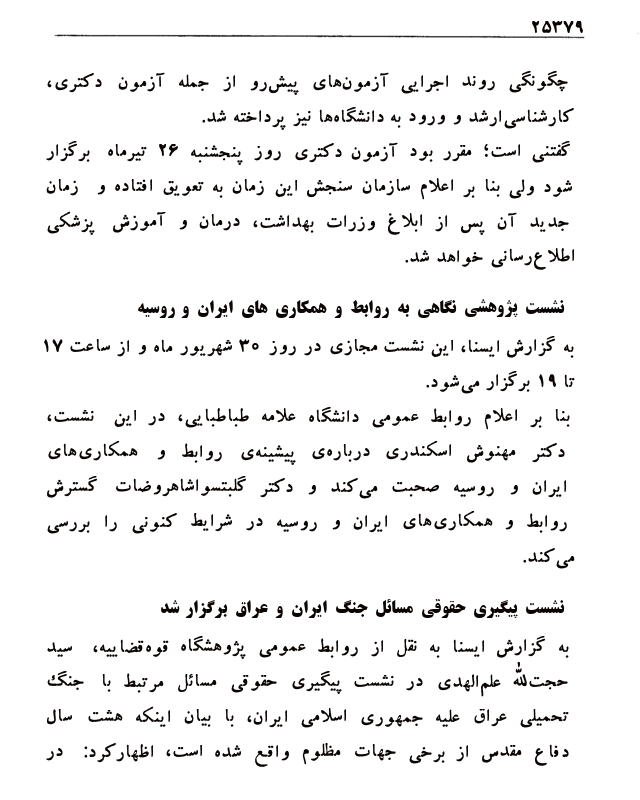 ۲۵۳۷۹
چگونگی روند اجرایی آزمون‌های پیش‌رو از جمله آزمون دکتری،
کارشناسی‌ارشد و ورود به دانشگاه‌ها نیز پرداخته شد.
گفتنی است؛ مقرر بود آزمون دکتری روز پنجشنبه ۲۶ تیرماه برگزار
شود ولی بنا بر اعلام سازمان سنجش این زمان به تعویق افتاده و زمان
جدید آن پس از ابلاغ وزرات بهداشت، درمان و آموزش پزشکی
اطلاع‌رسانی خواهد شد.
نشست پژوهشی نگاهی به روابط و همکاری های ایران و روسیه
به گزارش ایسنا، این نشست مجازی در روز ۳۰ شهریور ماه و از ساعت ۱۷
تا ۱۹ برگزار می‌شود.
بنا بر اعلام روابط عمومی دانشگاه علامه طباطبایی، در این نشست،
دکتر مهنوش اسکندری درباره‌ی پیشینه‌ی روابط و همکاری‌های
ایران و روسیه صحبت می‌کند و دکتر گلبتسواشاهروضات گسترش
روابط و همکاری‌های ایران و روسیه در شرایط کنونی را بررسی
می‌کند.
نشست پیگیری حقوقی مسائل جنگ ایران و عراق برگزار شد
به گزارش ایسنا به نقل از روابط عمومی پژوهشگاه قوه‌قضاییه، سید
حجت‌الله علم‌الهدی در نشست پیگیری حقوقی مسائل مرتبط با جنگ
تحمیلی عراق علیه جمهوری اسلامی ایران، با بیان اینکه هشت سال
دفاع مقدس از برخی جهات مظلوم واقع شده است، اظهارکرد: در